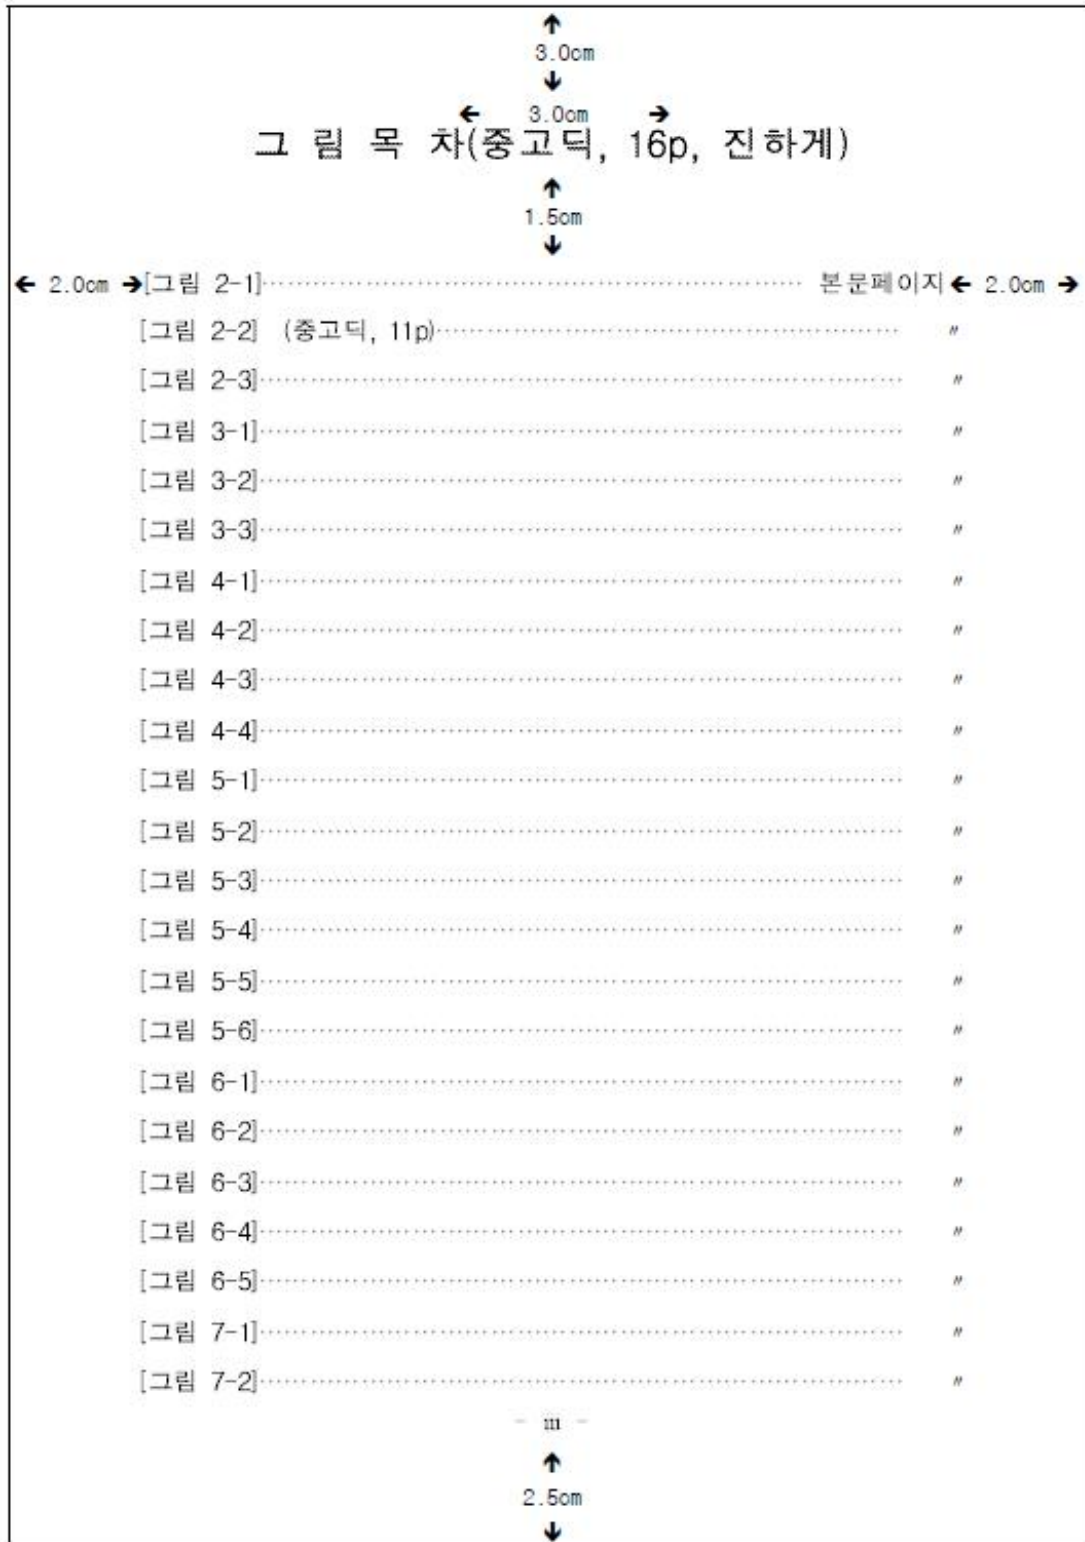 ↑
3.0cm
↓
← 3.0cm →
그 림 목 차(중고딕, 16p, 진하게)
↑
1.5cm
↓
← 2.0cm →[그림 2-1]································································ 본문페이지← 2.0cm →
[그림 2-2] (중고딕, 11p)······················································· 〃
[그림 2-3]············································································ 〃
[그림 3-1]············································································ 〃
[그림 3-2]············································································ 〃
[그림 3-3]············································································ 〃
[그림 4-1]············································································ 〃
[그림 4-2]············································································ 〃
[그림 4-3]············································································ 〃
[그림 4-4]············································································ 〃
[그림 5-1]············································································ 〃
[그림 5-2]············································································ 〃
[그림 5-3]············································································ 〃
[그림 5-4]············································································ 〃
[그림 5-5]············································································ 〃
[그림 5-6]············································································ 〃
[그림 6-1]············································································ 〃
[그림 6-2]············································································ 〃
[그림 6-3]············································································ 〃
[그림 6-4]············································································ 〃
[그림 6-5]············································································ 〃
[그림 7-1]············································································ 〃
[그림 7-2]············································································ 〃
- iii -
↑
2.5cm
↓